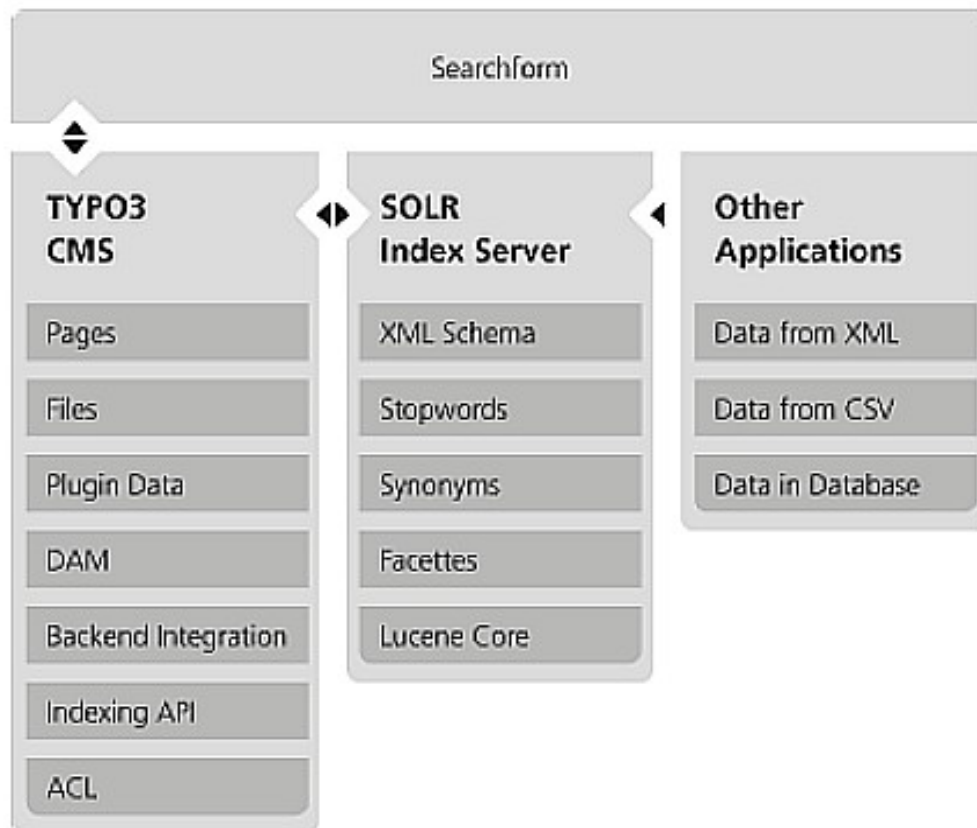 Searchform
TYPO3
CMS
Pages
Files
Plugin Data
DAM
Backend Integration
Indexing API
ACL
SOLR
Index Server
XML Schema
Stopwords
Synonyms
Facettes
Lucene Core
Other
Applications
Data from XML
Data from CSV
Data in Database